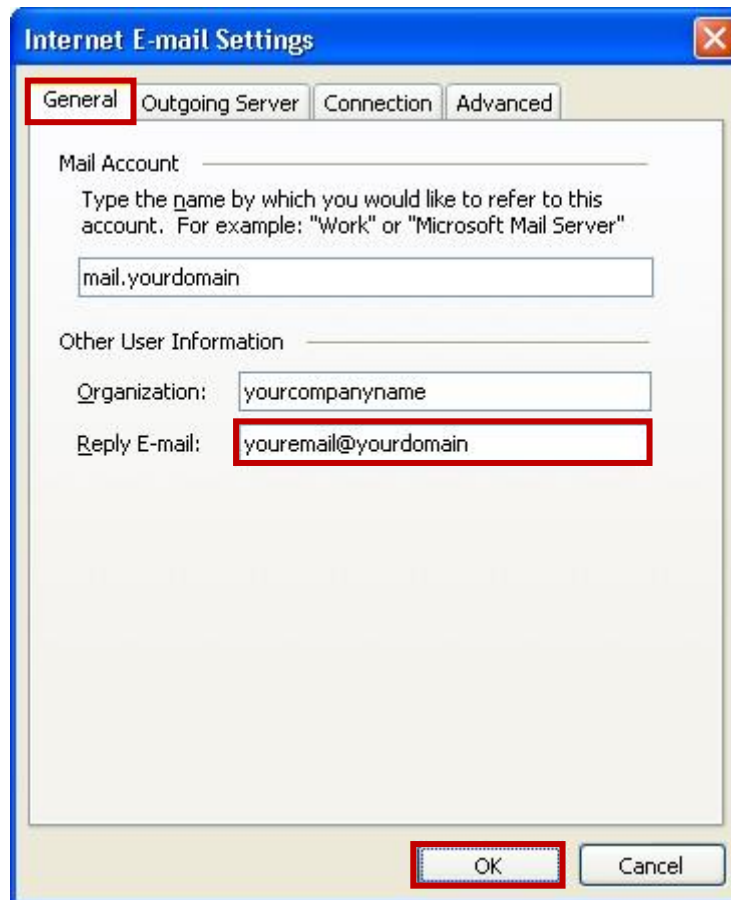 Internet E-mail Settings
General Outgoing Server Connection Advanced
Mail Account
Type the name by which you would like to refer to this
account. For example: "Work" or "Microsoft Mail Server"
mail.yourdomain
Other User Information
Organization: yourcompanyname
Reply E-mail: youremail@yourdomain
OK Cancel